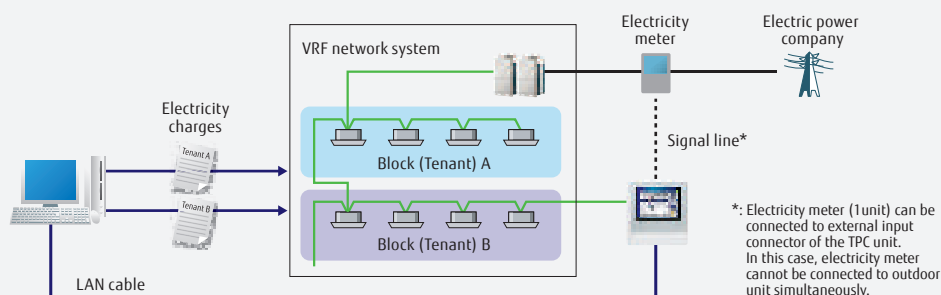 Electricity
meter
Electric power
company
VRF network system
Electricity
charges
Tenant A
Tenant B
Block (Tenant) A
Block (Tenant) B
Signal line*
LAN cable
*: Electricity meter (1unit) can be
connected to external input
connector of the TPC unit.
In this case, electricity meter
cannot be connected to outdoor
unit simultaneously.